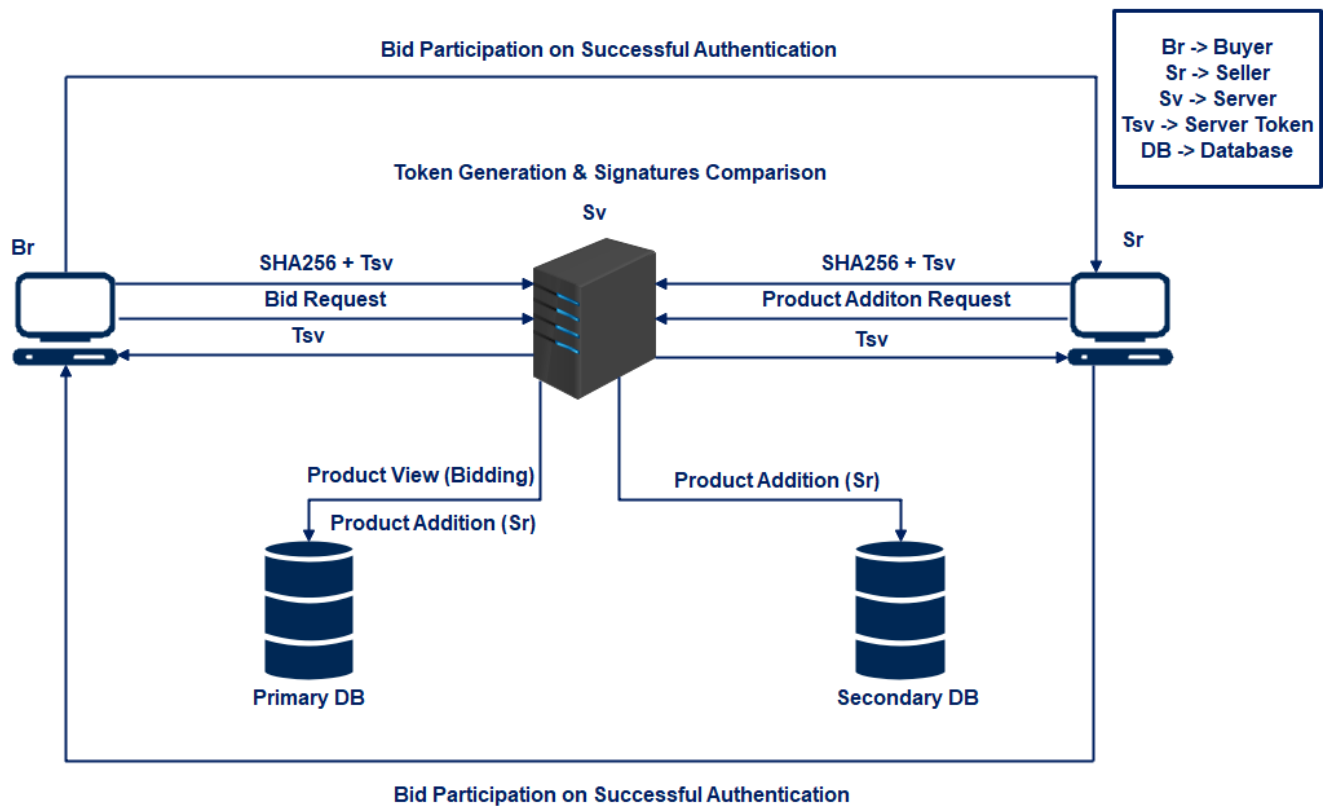 Bid Participation on Successful Authentication
Br -> Buyer
Sr -> Seller
Sv -> Server
Tsv -> Server Token
DB -> Database
Token Generation & Signatures Comparison
Sv
Br
Sr
SHA256 + Tsv
SHA256 + Tsv
Bid Request
Product Additon Request
Tsv
Tsv
Product View (Bidding)
Product Addition (Sr)
Product Addition (Sr)
Primary DB
Secondary DB
Bid Participation on Successful Authentication